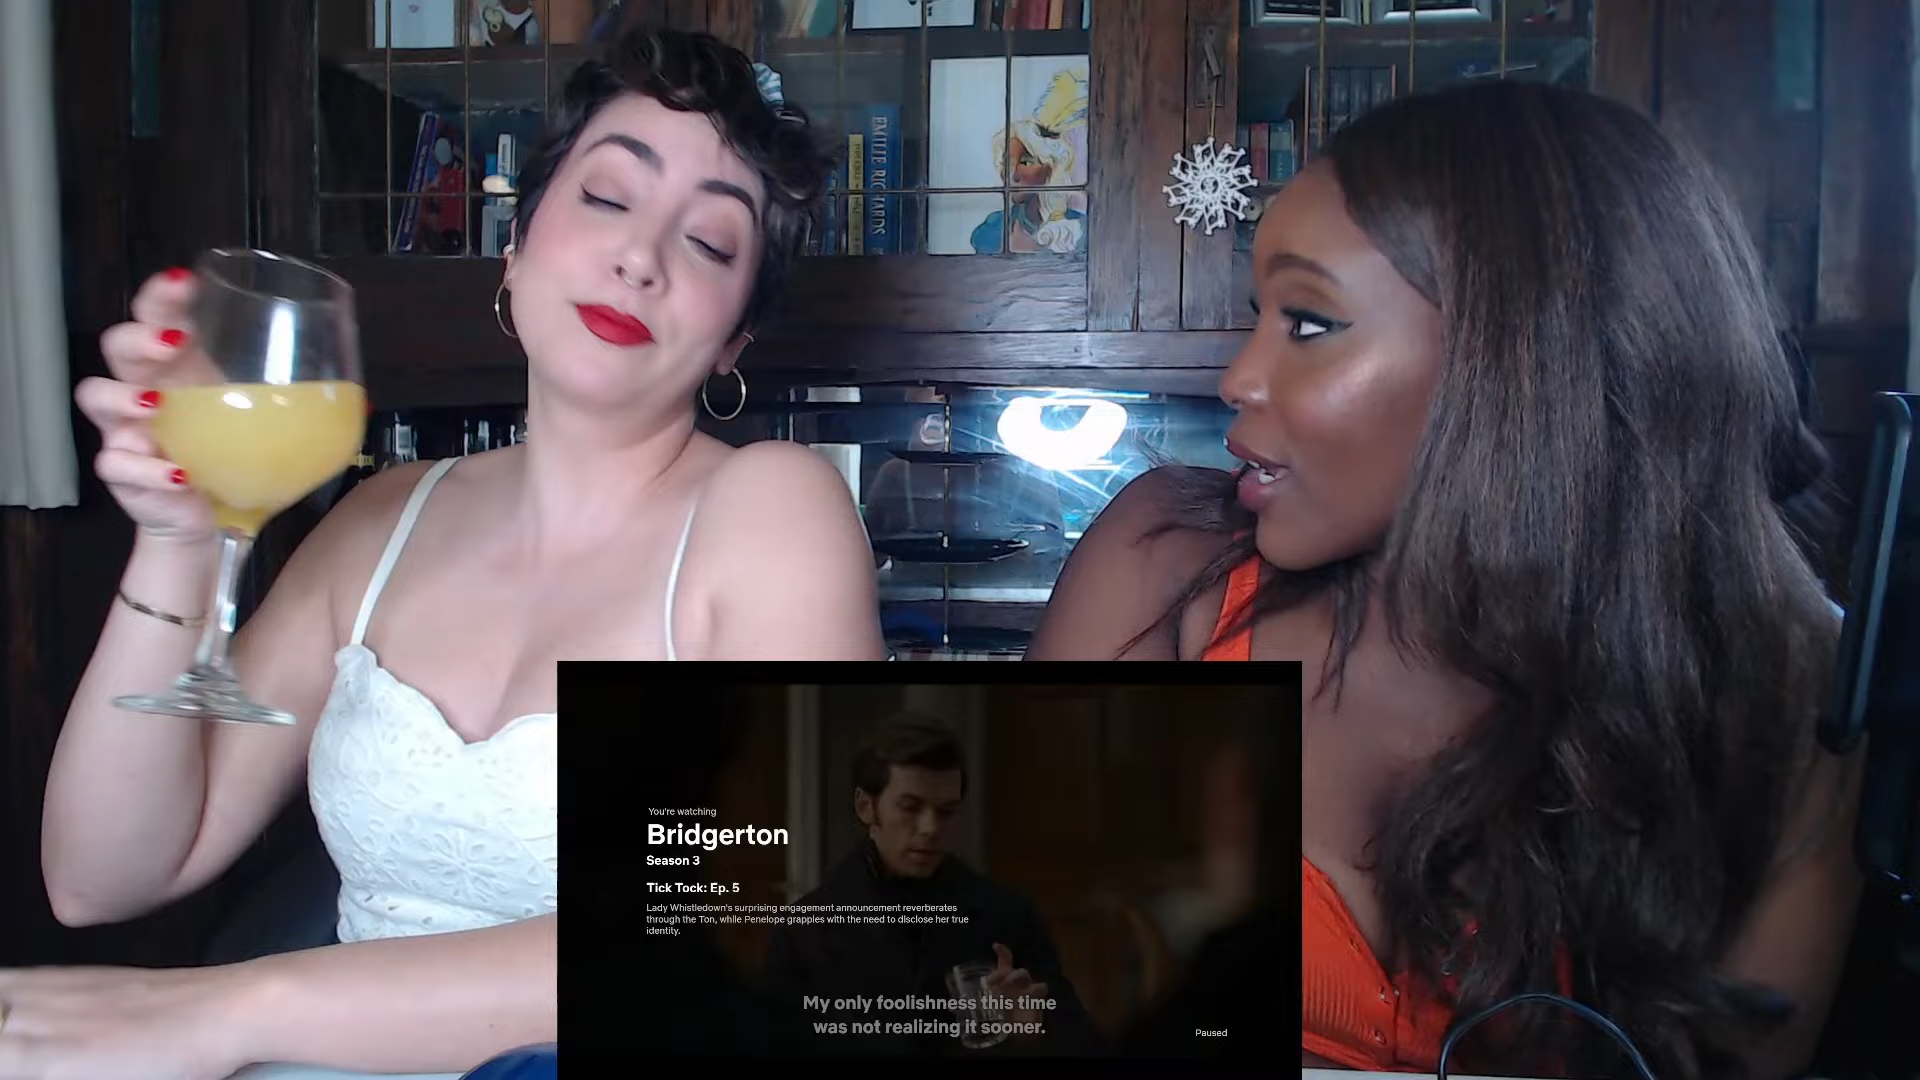 EMILIE RICHARDS
You're watching
Bridgerton
Season 3
Tick Tock: Ep. 5
Lady Whistledown's surprising engagement announcement reverberates
through the Ton, while Penelope grapples with the need to disclose her true
identity.
My only foolishness this time
was not realizing it sooner.
Paused